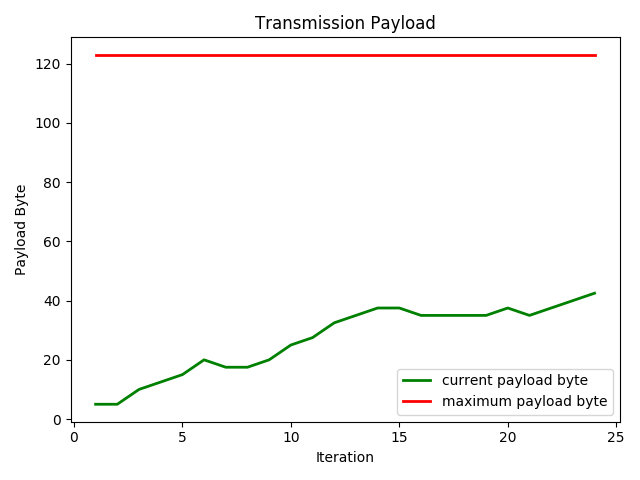 Transmission Payload
120
100
80
60
40
20
0
Payload Byte
0 5 10 15 20 25
Iteration
current payload byte
maximum payload byte